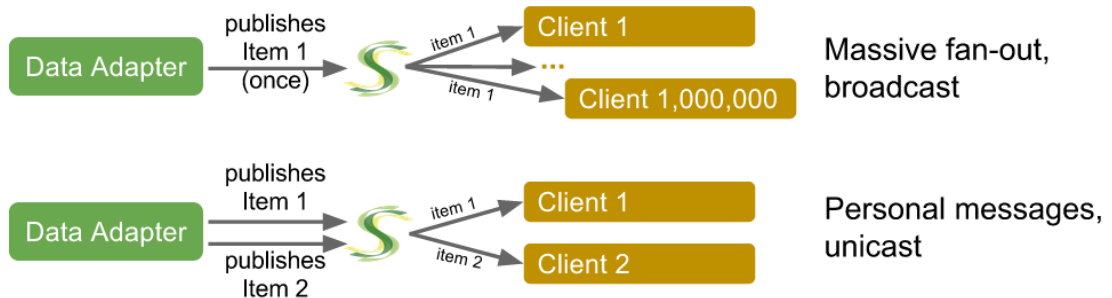 publishes
Item 1
(once)
Data Adapter
item 1
item 1
Client 1
...
Client 1,000,000
Massive fan-out,
broadcast
publishes
Item 1
Data Adapter
publishes
Item 2
item 1
item 2
Client 1
Client 2
Personal messages,
unicast